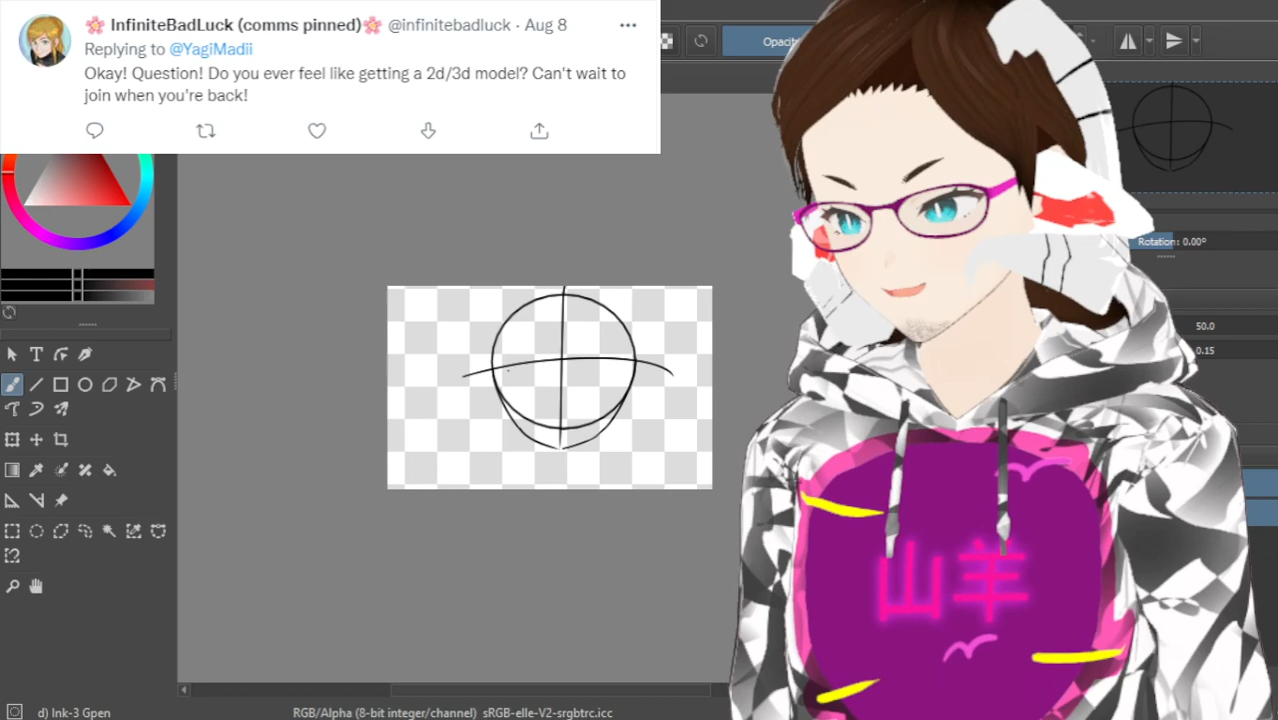 InfiniteBadLuck (comms pinned) @infinitebadluck · Aug 8
Replying to @YagiMadii
Okay! Question! Do you ever feel like getting a 2d/3d model? Can't wait to
join when you're back!
Opacity
Rotation: 0.00°
50.0
0.15
山羊
d) Ink-3 Gpen
RGB/Alpha (8-bit integer/channel) sRGB-elle-V2-srgbtrc.icc